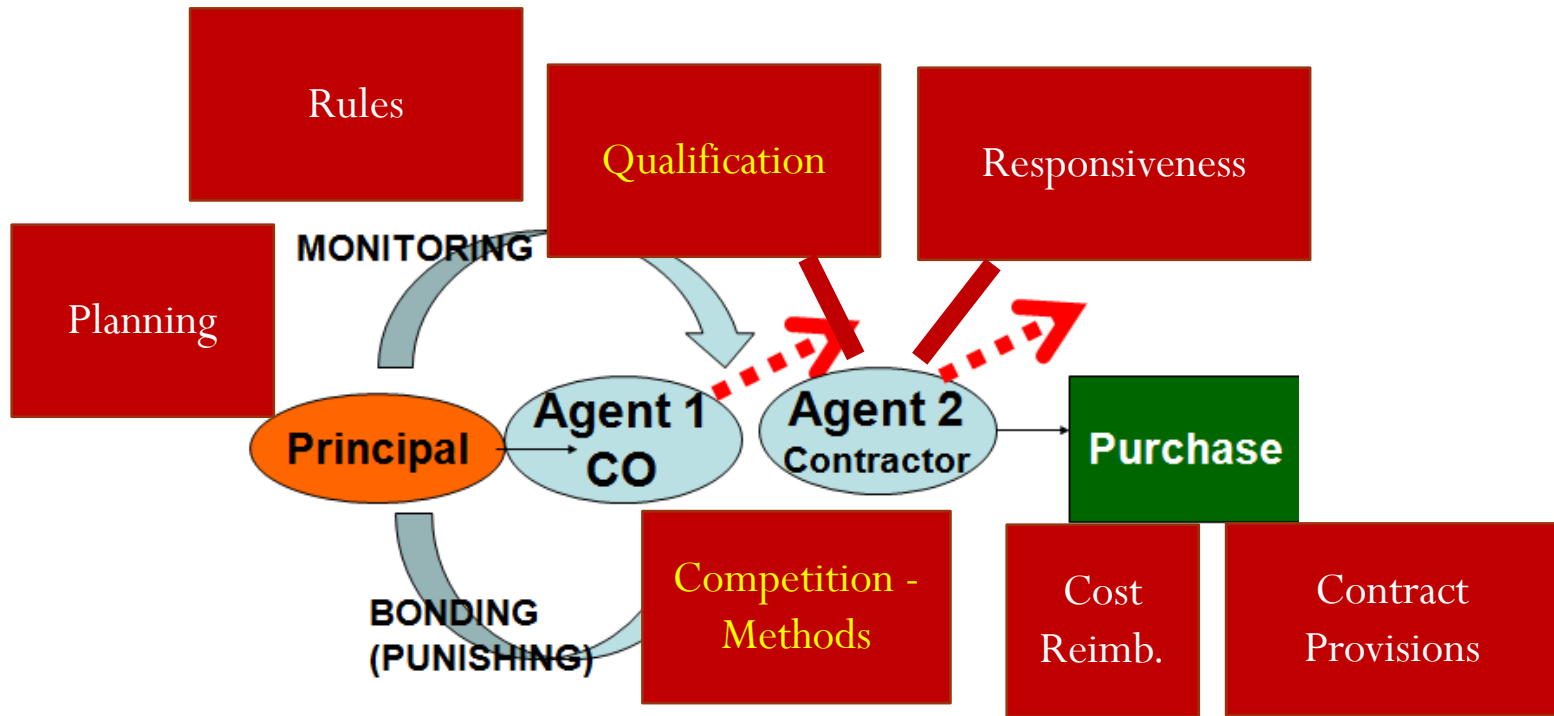 Rules
Qualification
Responsiveness
MONITORING
Planning
Principal
Agent 1
CO
Agent 2
Contractor
Purchase
BONDING
(PUNISHING)
Competition -
Methods
Cost
Reimb.
Contract
Provisions